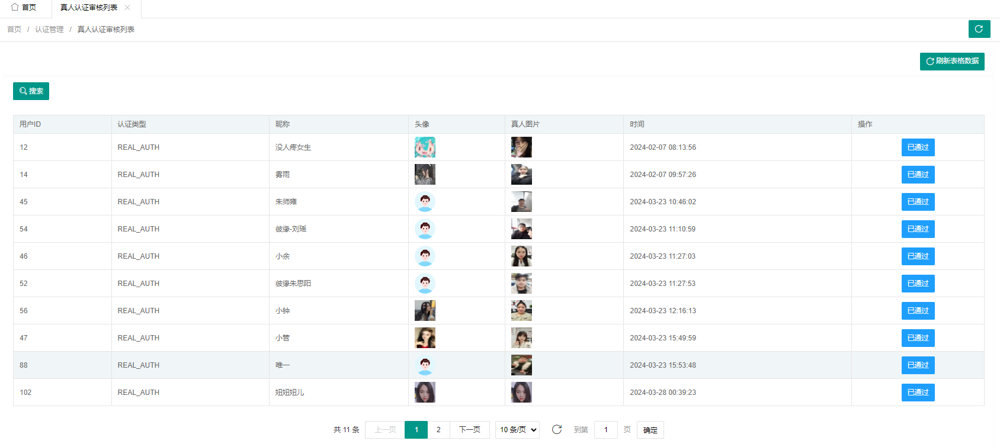 首页 真人认证审核列表
首页 / 认证管理 / 真人认证审核列表
刷新表格数据
搜索
用户ID 认证类型 昵称 头像 真人图片 时间 操作
12 REAL_AUTH 没人疼女生 2024-02-07 08:13:56 已通过
14 REAL_AUTH 雾雨 2024-02-07 09:57:26 已通过
45 REAL_AUTH 朱师雍 2024-03-23 10:46:02 已通过
54 REAL_AUTH 彼缘-刘瑶 2024-03-23 11:10:59 已通过
46 REAL_AUTH 小余 2024-03-23 11:27:03 已通过
52 REAL_AUTH 彼缘朱思阳 2024-03-23 11:27:53 已通过
56 REAL_AUTH 小钟 2024-03-23 12:16:13 已通过
47 REAL_AUTH 小管 2024-03-23 15:49:59 已通过
88 REAL_AUTH 唯一 2024-03-23 15:53:48 已通过
102 REAL_AUTH 妞妞妞儿 2024-03-28 00:39:23 已通过
共 11 条 上一页 1 2 下一页 10 条/页 到第 1 页 确定